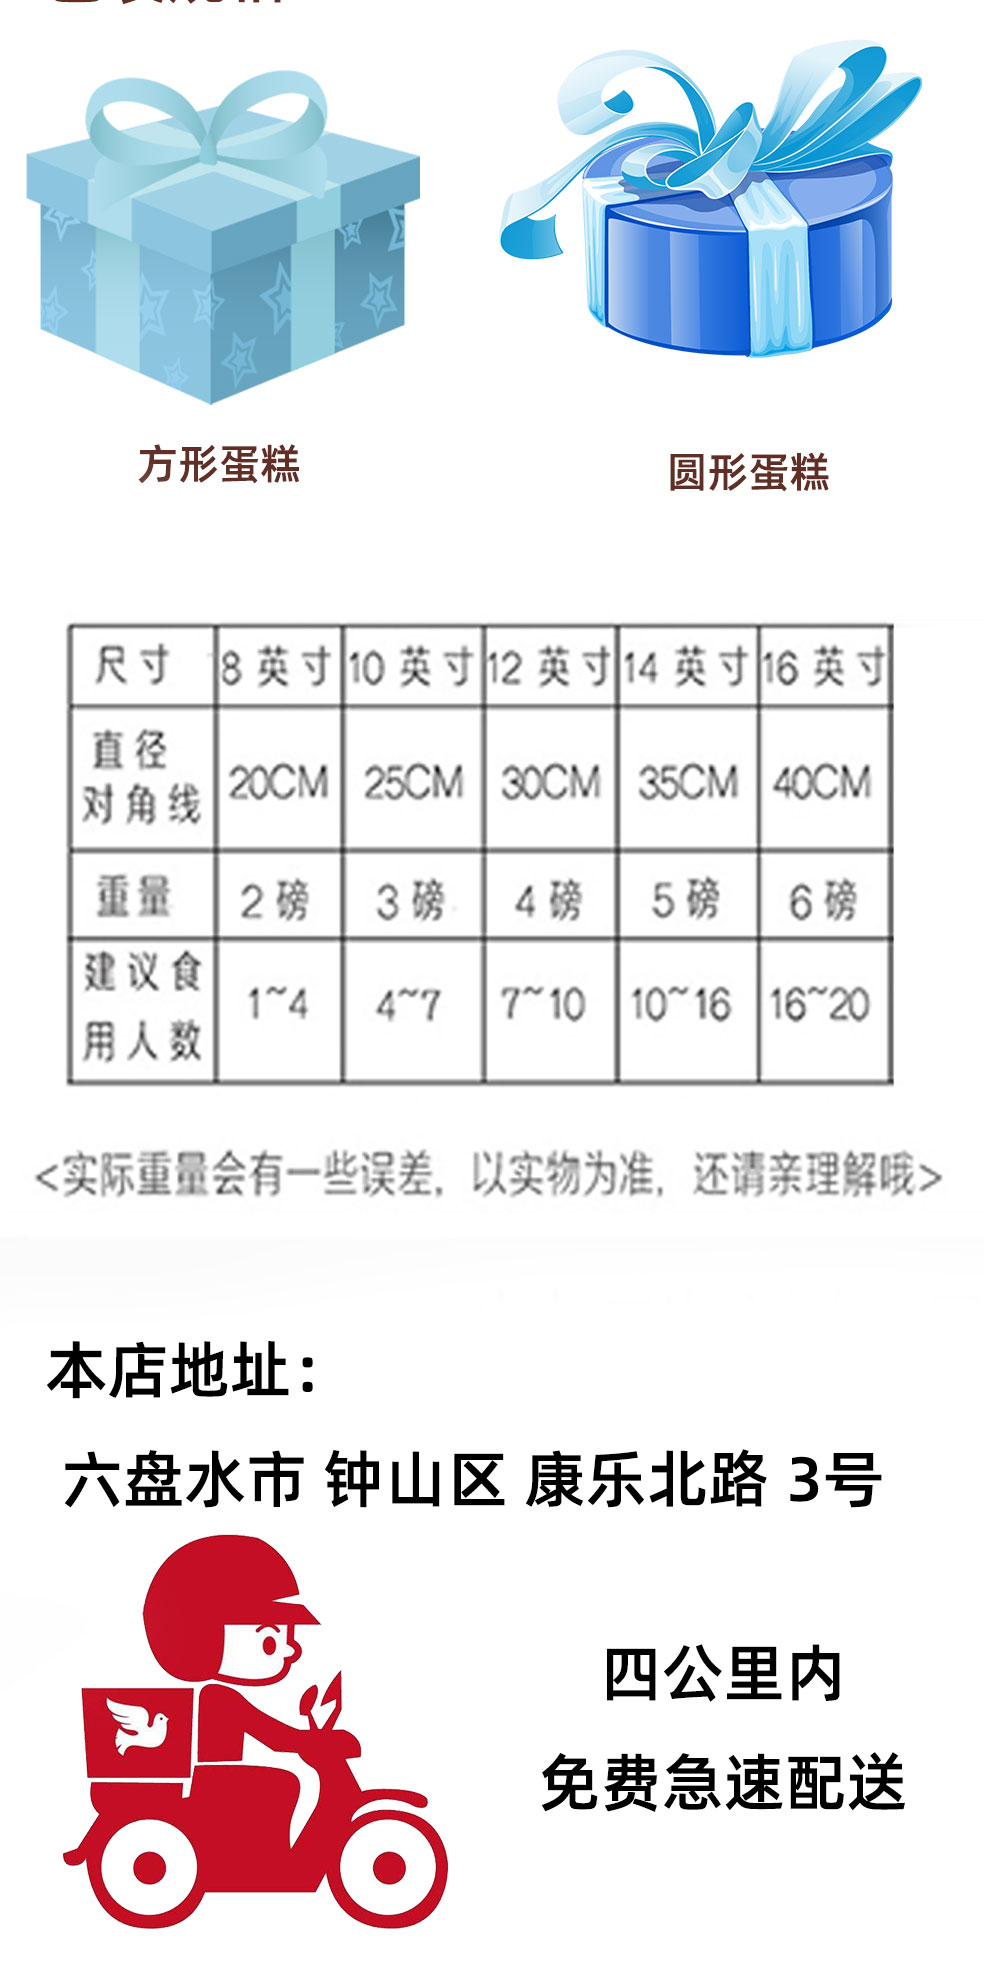 方形蛋糕
圆形蛋糕
尺寸 8英寸 10英寸 12英寸 14英寸 16英寸
直径
对角线 20CM 25CM 30CM 35CM 40CM
重量 2磅 3磅 4磅 5磅 6磅
建议食
用人数 1~4 4~7 7~10 10~16 16~20
<实际重量会有一些误差，以实物为准，还请亲理解哦>
本店地址：
六盘水市 钟山区 康乐北路 3号
四公里内
免费急速配送